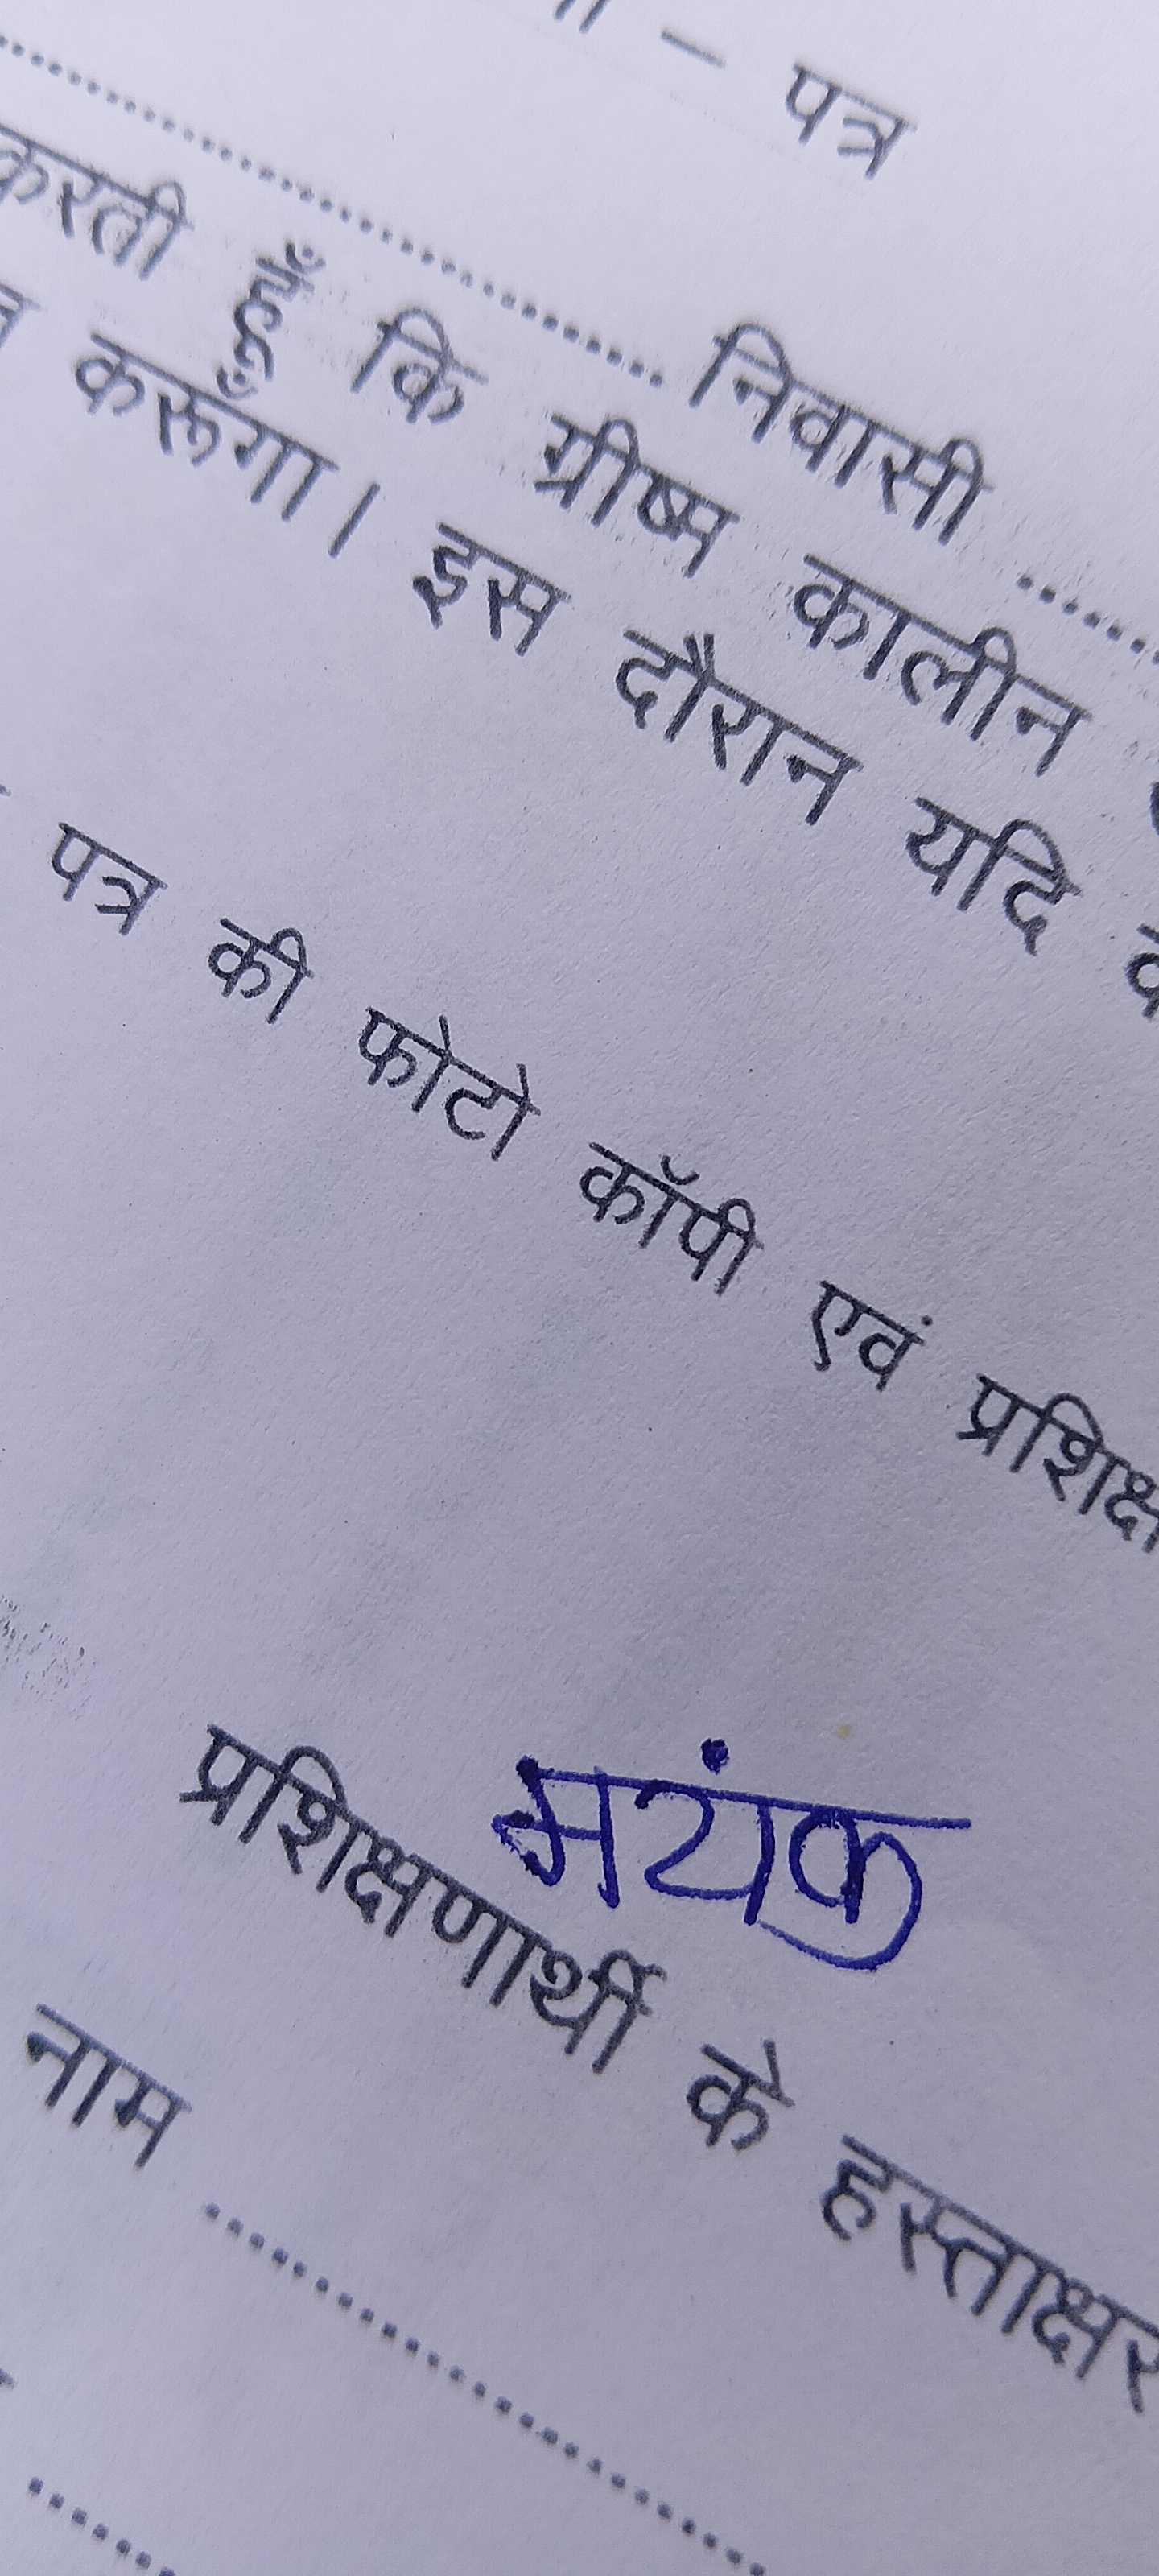 – पत्र
.......................................... निवासी ......
करती हूँ कि ग्रीष्म कालीन
करूँगा। इस दौरान यदि
पत्र की फोटो कॉपी एवं प्रशिक्ष
मयंक
प्रशिक्षणार्थी के हस्ताक्षर
नाम ..........................
........